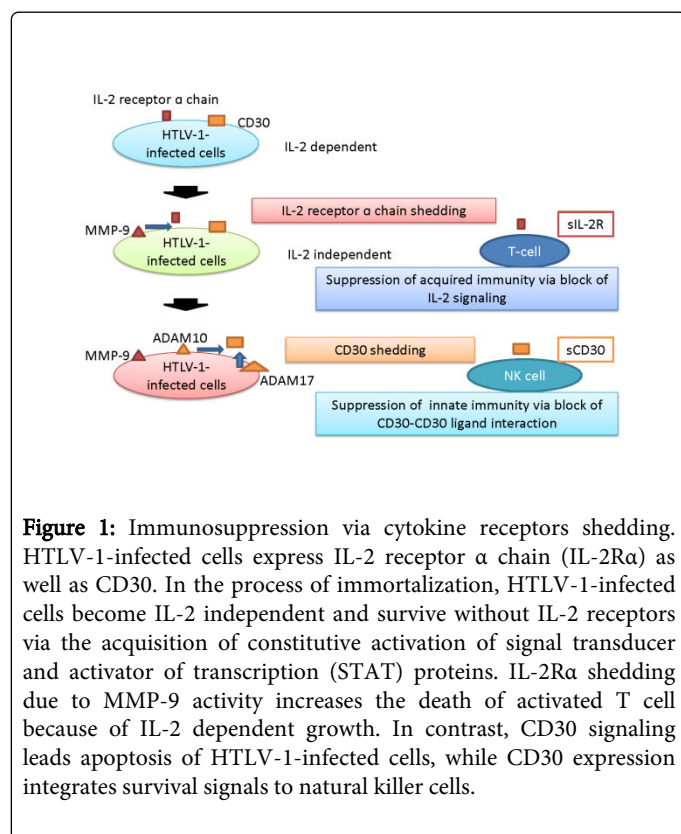 IL-2 receptor α chain
CD30
HTLV-1-
infected cells
IL-2 dependent
IL-2 receptor α chain shedding
sIL-2R
MMP-9
HTLV-1-
infected cells
IL-2 independent
T-cell
Suppression of acquired immunity via block of
IL-2 signaling
ADAM10
CD30 shedding
sCD30
MMP-9
HTLV-1-
infected cells
ADAM17
NK cell
Suppression of innate immunity via block of
CD30-CD30 ligand interaction
Figure 1: Immunosuppression via cytokine receptors shedding.
HTLV-1-infected cells express IL-2 receptor α chain (IL-2Rα) as
well as CD30. In the process of immortalization, HTLV-1-infected
cells become IL-2 independent and survive without IL-2 receptors
via the acquisition of constitutive activation of signal transducer
and activator of transcription (STAT) proteins. IL-2Rα shedding
due to MMP-9 activity increases the death of activated T cell
because of IL-2 dependent growth. In contrast, CD30 signaling
leads apoptosis of HTLV-1-infected cells, while CD30 expression
integrates survival signals to natural killer cells.